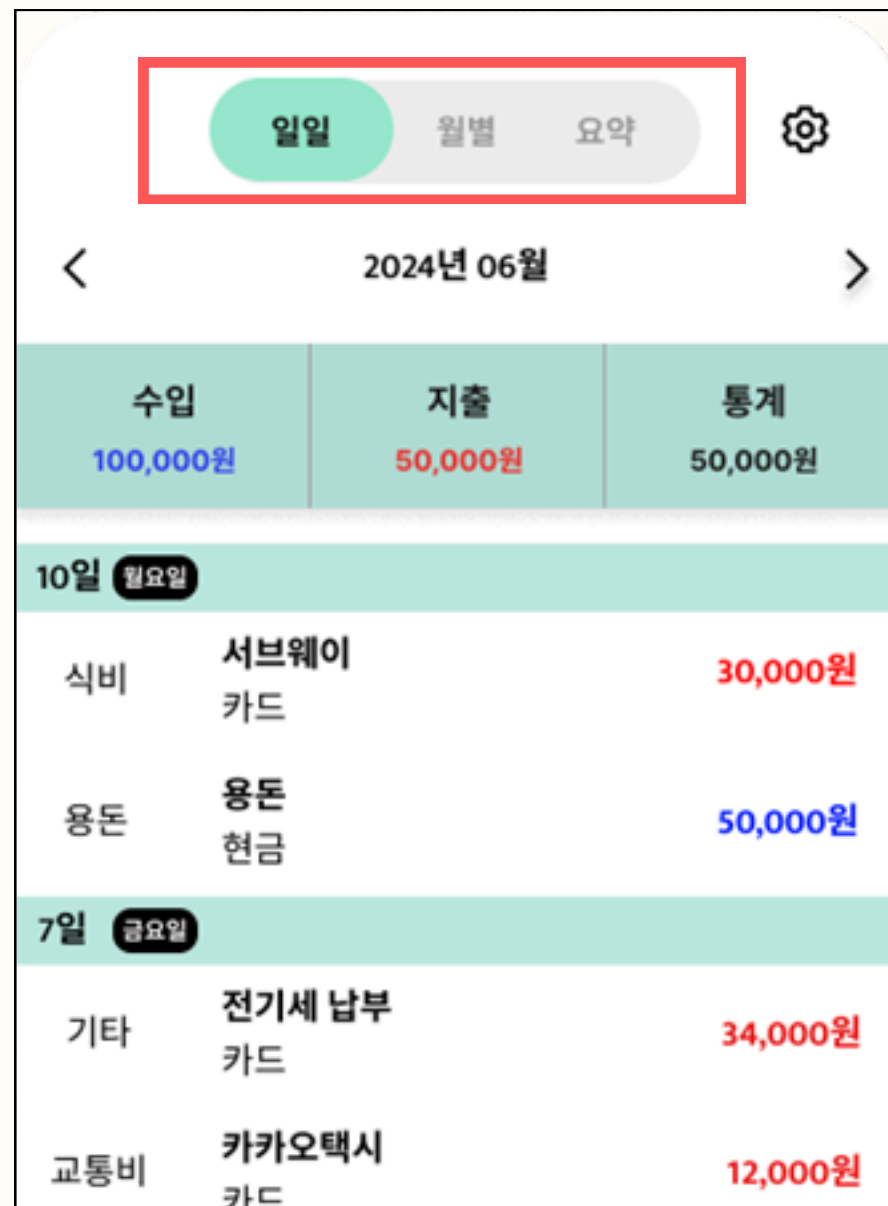 일일 월별 요약
2024년 06월
수입 지출 통계
100,000원 50,000원 50,000원
10일 월요일
식비 서브웨이 30,000원
카드
용돈 용돈 50,000원
현금
7일 금요일
기타 전기세 납부 34,000원
카드
교통비 카카오택시 12,000원
카드